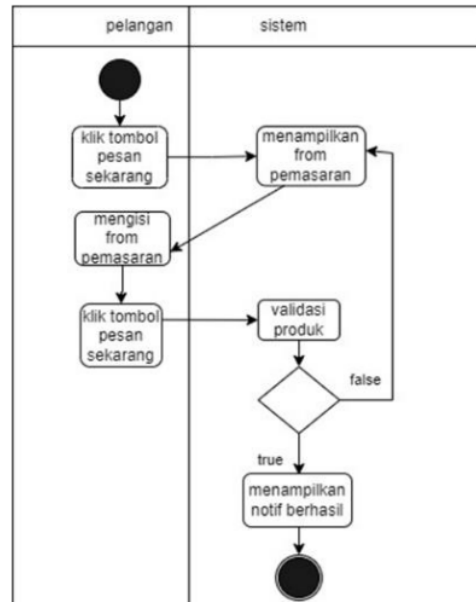 pelangan
sistem
klik tombol
pesan
sekarang
menampilkan
from
pemasaran
mengisi
from
pemasaran
klik tombol
pesan
sekarang
validasi
produk
false
true
menampilkan
notif berhasil